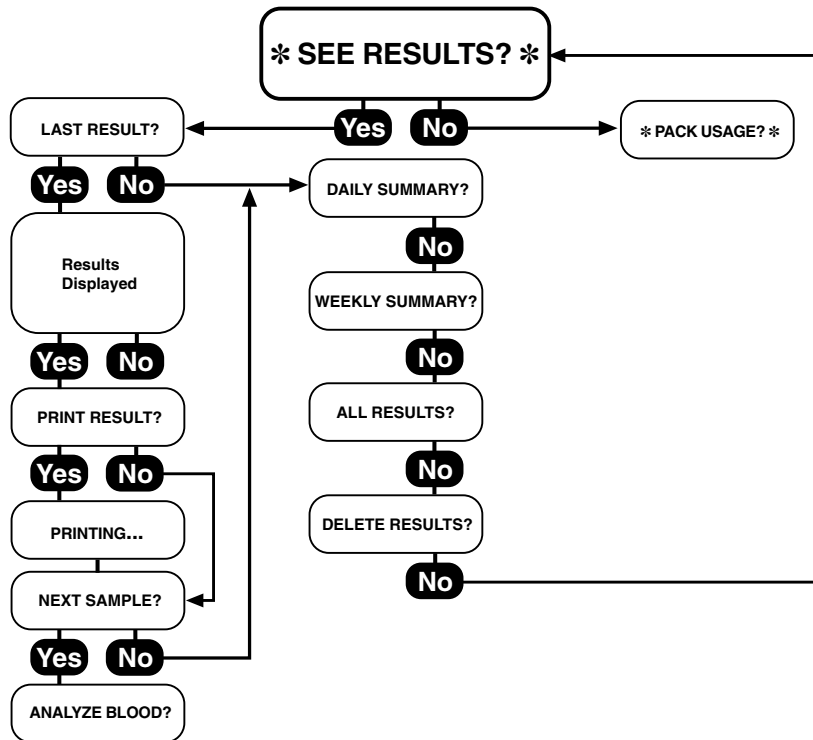 ✻ SEE RESULTS? ✻
Yes
No
LAST RESULT?
✻ PACK USAGE? ✻
Yes
No
DAILY SUMMARY?
No
Results
Displayed
WEEKLY SUMMARY?
Yes
No
No
PRINT RESULT?
ALL RESULTS?
Yes
No
No
PRINTING...
DELETE RESULTS?
No
NEXT SAMPLE?
Yes
No
ANALYZE BLOOD?